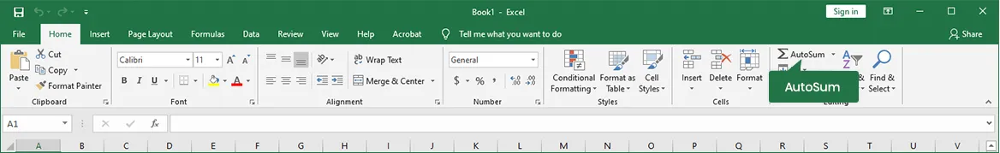 Book1 - Excel
Sign in
File Home Insert Page Layout Formulas Data Review View Help Acrobat Tell me what you want to do Share
Paste
Cut
Copy
Format Painter
Clipboard
Calibri 11 A A
B I U A
Font
ab Wrap Text
Merge & Center
Alignment
General
$ % , .00
Number
Conditional Formatting
Format as Table
Cell Styles
Styles
Insert Delete Format
Cells
Σ AutoSum
AutoSum
A Z
&
Find & Select
Editing
A1 fx
A B C D E F G H I J K L M N O P Q R S T U V